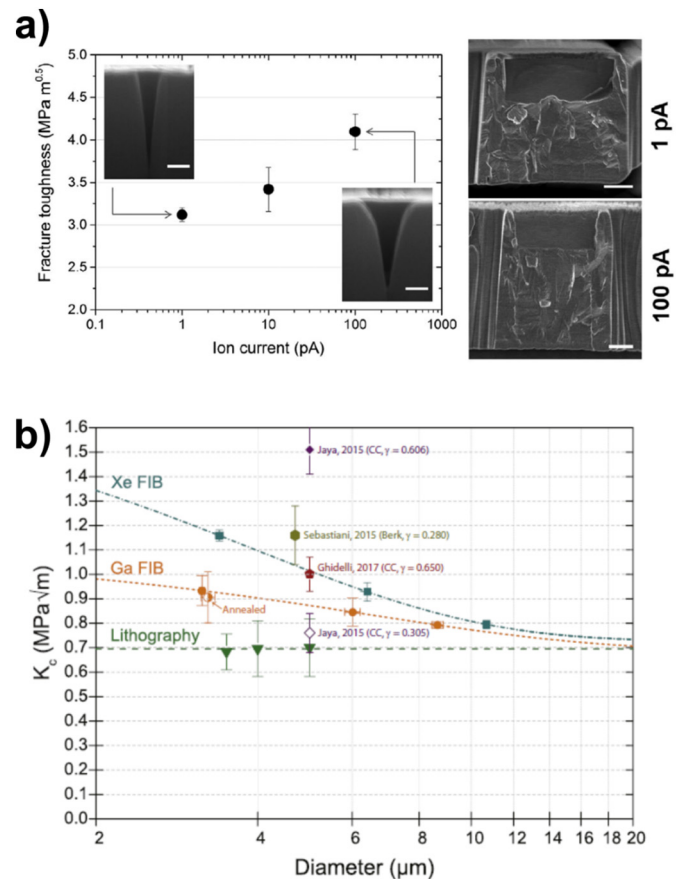 a)
Fracture toughness (MPa m0.5)
5.0
4.5
4.0
3.5
3.0
2.5
2.0
0.1
1
10
100
1000
Ion current (pA)
1 pA
100 pA
b)
Kc (MPa√m)
1.6
1.5
1.4
1.3
1.2
1.1
1.0
0.9
0.8
0.7
0.6
0.5
0.4
0.3
0.2
0.1
0.0
Jaya, 2015 (CC, γ = 0.606)
Xe FIB
Sebastiani, 2015 (Berk, γ = 0.280)
Ghidelli, 2017 (CC, γ = 0.650)
Ga FIB
Annealed
Jaya, 2015 (CC, γ = 0.305)
Lithography
2
4
6
8
10
12
14
16
18
20
Diameter (μm)